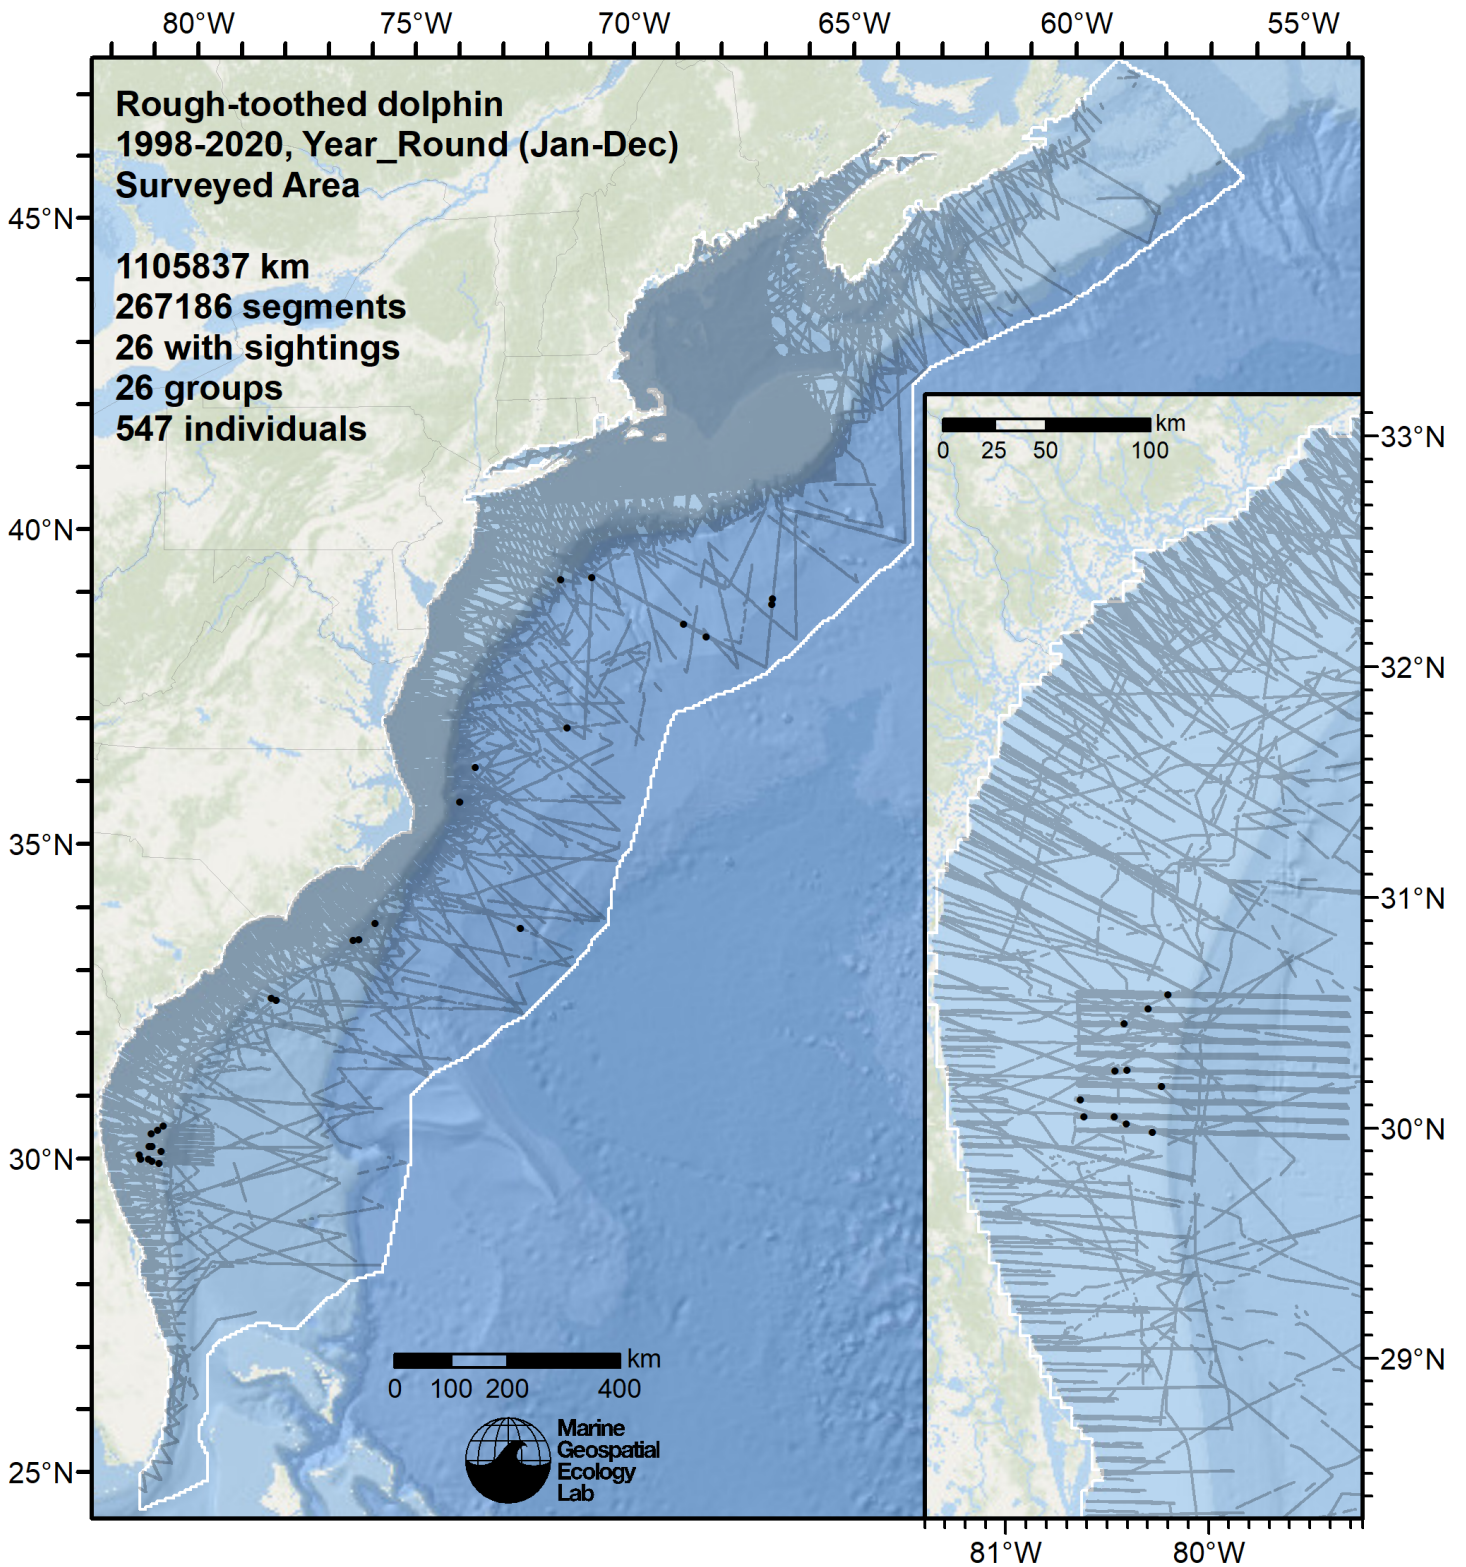 80°W 75°W 70°W 65°W 60°W 55°W
Rough-toothed dolphin
1998-2020, Year_Round (Jan-Dec)
Surveyed Area
1105837 km
267186 segments
26 with sightings
26 groups
547 individuals
45°N
40°N
35°N
30°N
25°N
km
0 25 50 100
33°N
32°N
31°N
30°N
29°N
km
0 100 200 400
Marine
Geospatial
Ecology
Lab
81°W 80°W